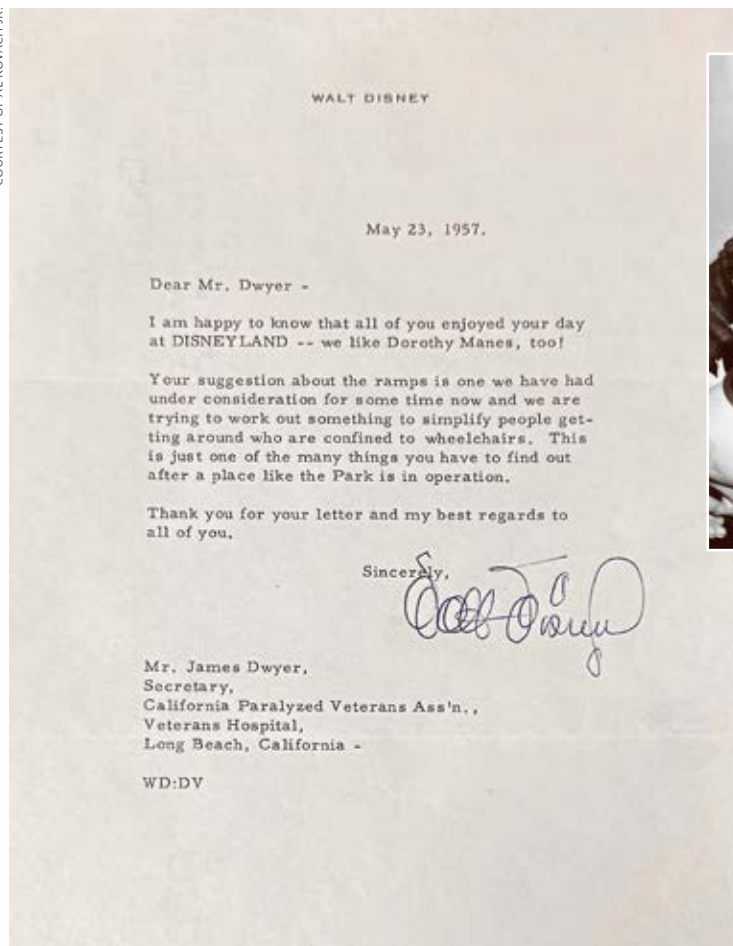 WALT DISNEY
May 23, 1957.
Dear Mr. Dwyer -
I am happy to know that all of you enjoyed your day
at DISNEYLAND -- we like Dorothy Manes, too!
Your suggestion about the ramps is one we have had
under consideration for some time now and we are
trying to work out something to simplify people get-
ting around who are confined to wheelchairs. This
is just one of the many things you have to find out
after a place like the Park is in operation.
Thank you for your letter and my best regards to
all of you.
Sincerely,
Walt Disney
Mr. James Dwyer,
Secretary,
California Paralyzed Veterans Ass'n.,
Veterans Hospital,
Long Beach, California -
WD:DV